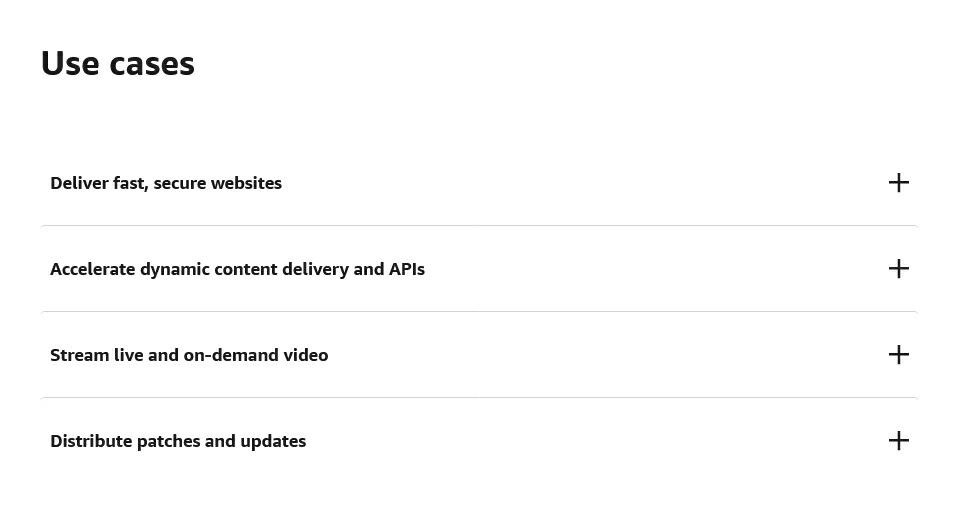 Use cases
Deliver fast, secure websites
Accelerate dynamic content delivery and APIs
Stream live and on-demand video
Distribute patches and updates